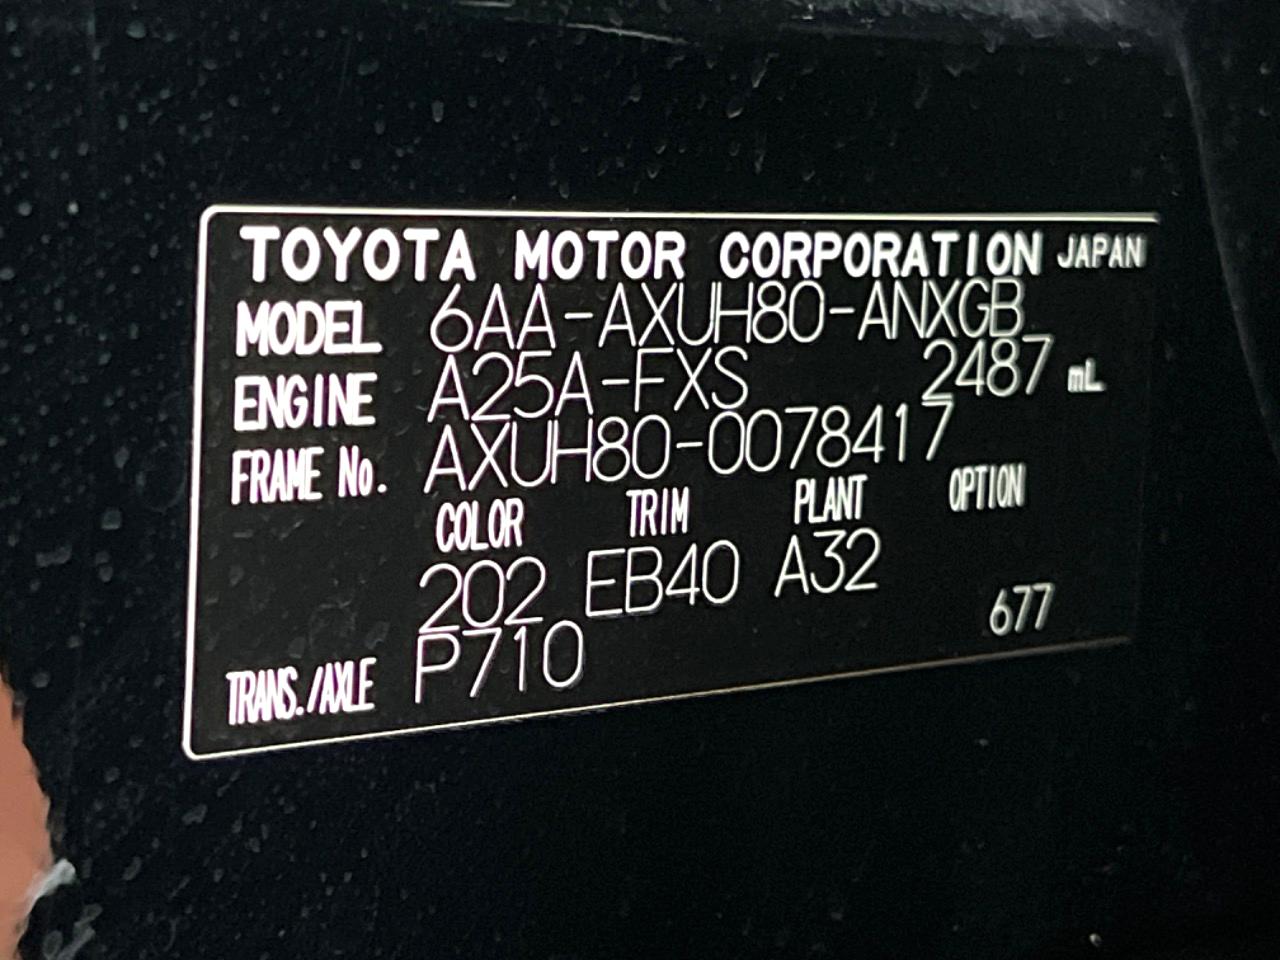 TOYOTA MOTOR CORPORATION JAPAN
MODEL 6AA-AXUH80-ANXGB
ENGINE A25A-FXS 2487 mL
FRAME No. AXUH80-0078417
COLOR TRIM PLANT OPTION
202 EB40 A32
677
TRANS./AXLE P710